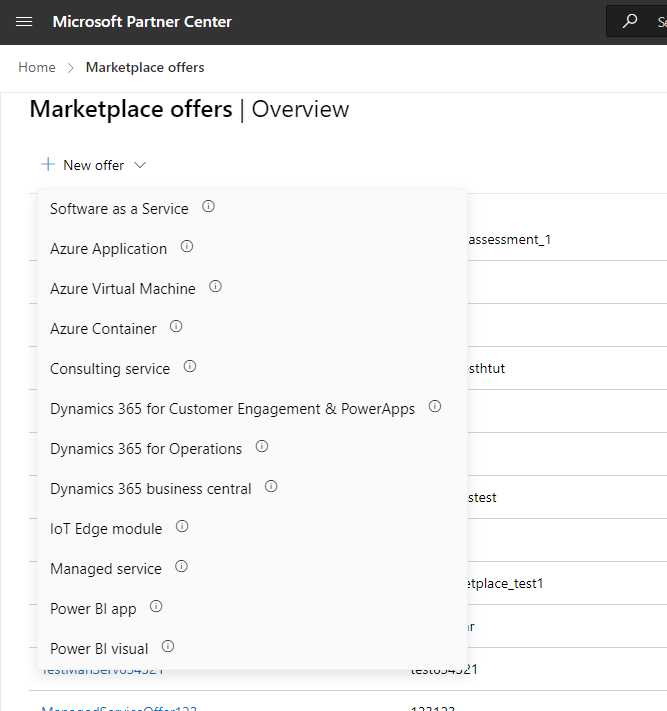 Microsoft Partner Center
Home > Marketplace offers
Marketplace offers | Overview
+ New offer
Software as a Service
assessment_1
Azure Application
Azure Virtual Machine
Azure Container
Consulting service
sthtut
Dynamics 365 for Customer Engagement & PowerApps
Dynamics 365 for Operations
Dynamics 365 business central
stest
IoT Edge module
Managed service
etplace_test1
Power BI app
Power BI visual